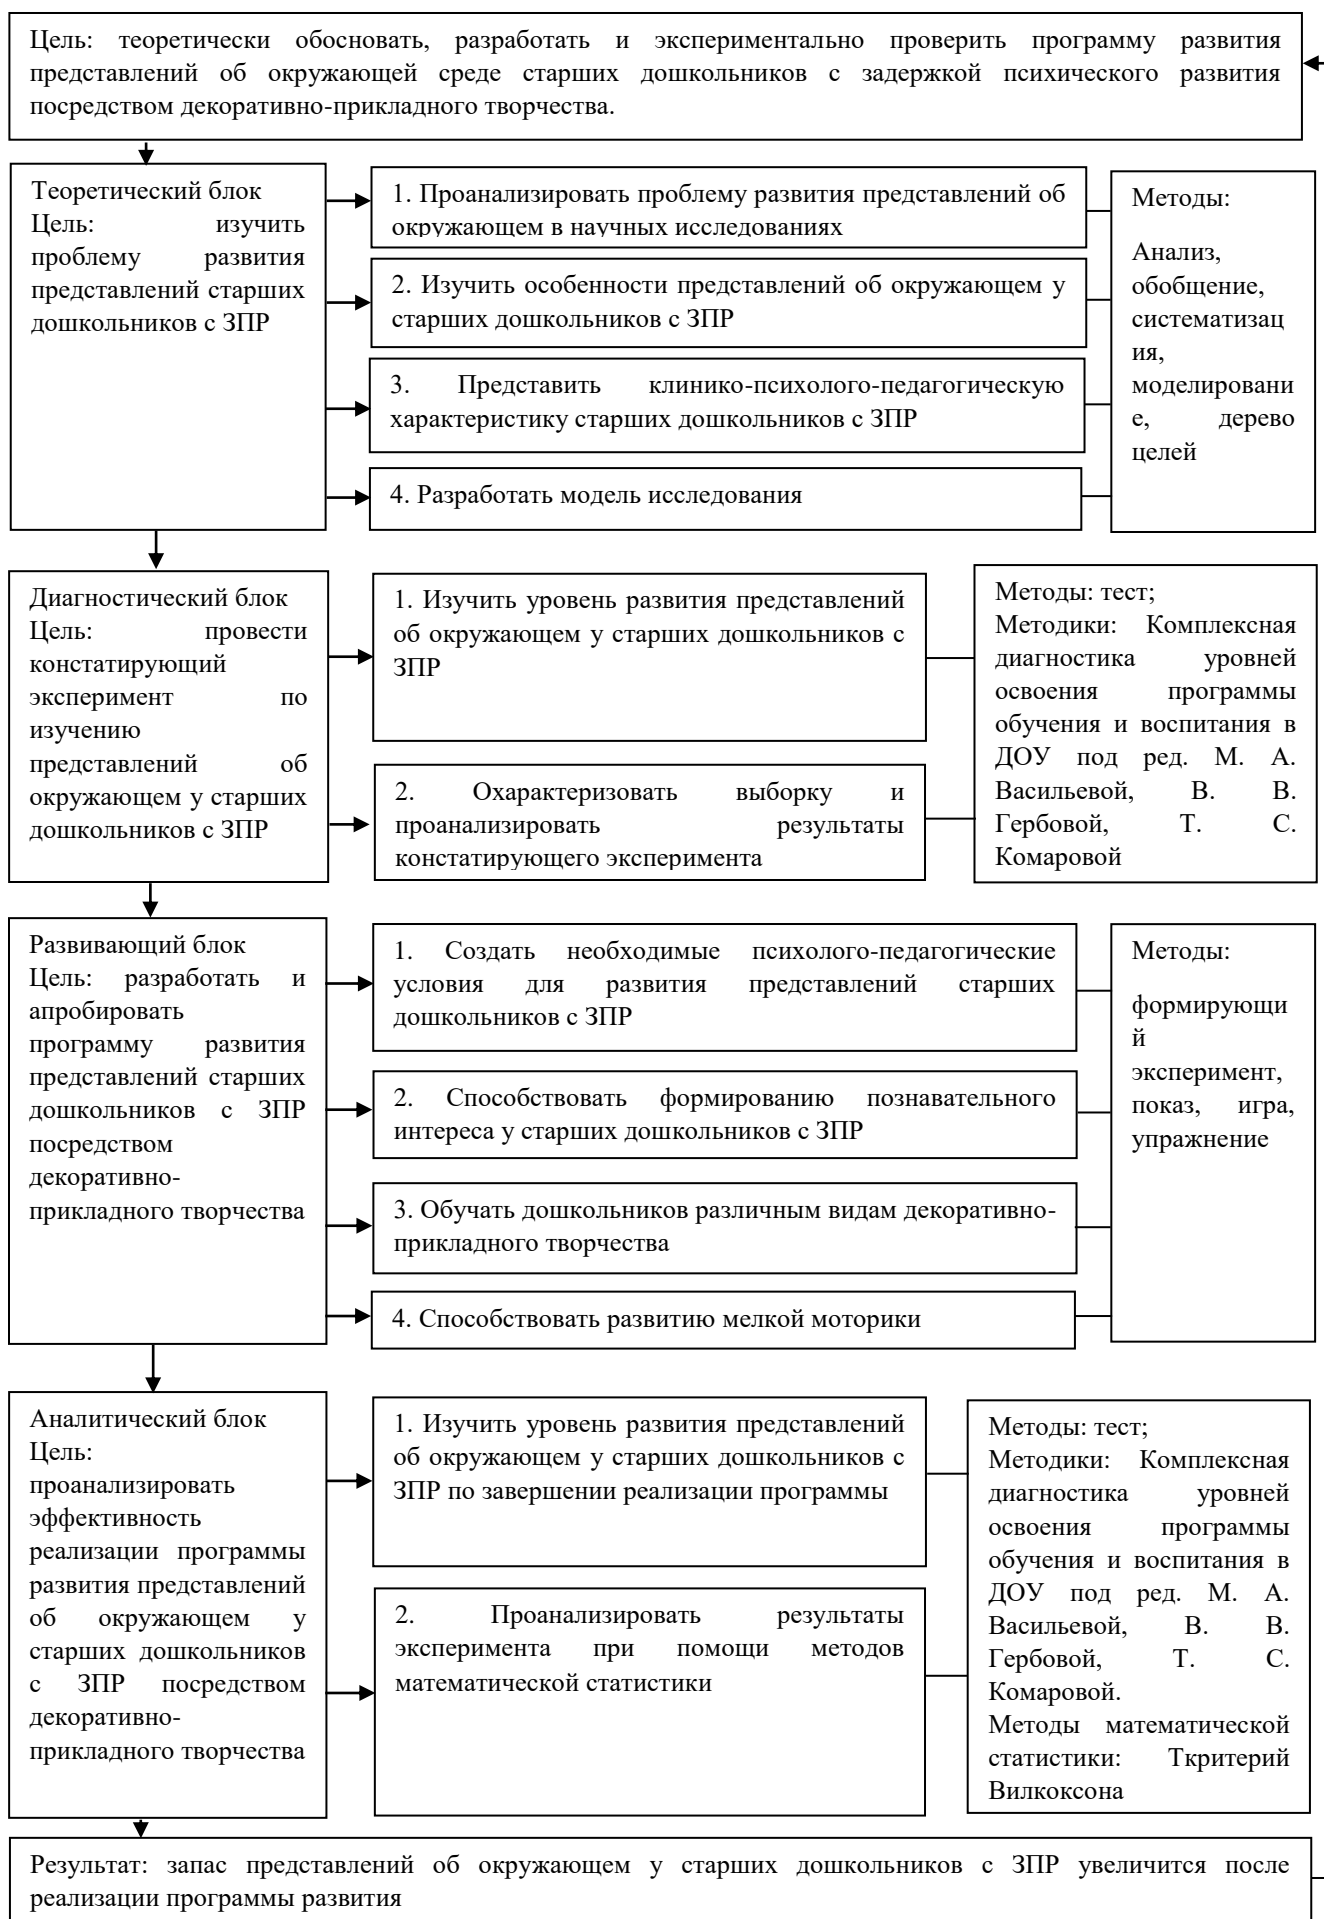 Цель: теоретически обосновать, разработать и экспериментально проверить программу развития
представлений об окружающей среде старших дошкольников с задержкой психического развития
посредством декоративно-прикладного творчества.
Теоретический блок
Цель: изучить
проблему развития
представлений старших
дошкольников с ЗПР
1. Проанализировать проблему развития представлений об
окружающем в научных исследованиях
2. Изучить особенности представлений об окружающем у
старших дошкольников с ЗПР
3. Представить клинико-психолого-педагогическую
характеристику старших дошкольников с ЗПР
4. Разработать модель исследования
Методы:
Анализ,
обобщение,
систематизац
ия,
моделировани
е, дерево
целей
Диагностический блок
Цель: провести
констатирующий
эксперимент по
изучению
представлений об
окружающем у старших
дошкольников с ЗПР
1. Изучить уровень развития представлений
об окружающем у старших дошкольников с
ЗПР
2. Охарактеризовать выборку и
проанализировать результаты
констатирующего эксперимента
Методы: тест;
Методики: Комплексная
диагностика уровней
освоения программы
обучения и воспитания в
ДОУ под ред. М. А.
Васильевой, В. В.
Гербовой, Т. С.
Комаровой
Развивающий блок
Цель: разработать и
апробировать
программу развития
представлений старших
дошкольников с ЗПР
посредством
декоративно-
прикладного творчества
1. Создать необходимые психолого-педагогические
условия для развития представлений старших
дошкольников с ЗПР
2. Способствовать формированию познавательного
интереса у старших дошкольников с ЗПР
3. Обучать дошкольников различным видам декоративно-
прикладного творчества
4. Способствовать развитию мелкой моторики
Методы:
формирующи
й
эксперимент,
показ, игра,
упражнение
Аналитический блок
Цель:
проанализировать
эффективность
реализации программы
развития представлений
об окружающем у
старших дошкольников
с ЗПР посредством
декоративно-
прикладного творчества
1. Изучить уровень развития представлений
об окружающем у старших дошкольников с
ЗПР по завершении реализации программы
2. Проанализировать результаты
эксперимента при помощи методов
математической статистики
Методы: тест;
Методики: Комплексная
диагностика уровней
освоения программы
обучения и воспитания в
ДОУ под ред. М. А.
Васильевой, В. В.
Гербовой, Т. С.
Комаровой.
Методы математической
статистики: Ткритерий
Вилкоксона
Результат: запас представлений об окружающем у старших дошкольников с ЗПР увеличится после
реализации программы развития